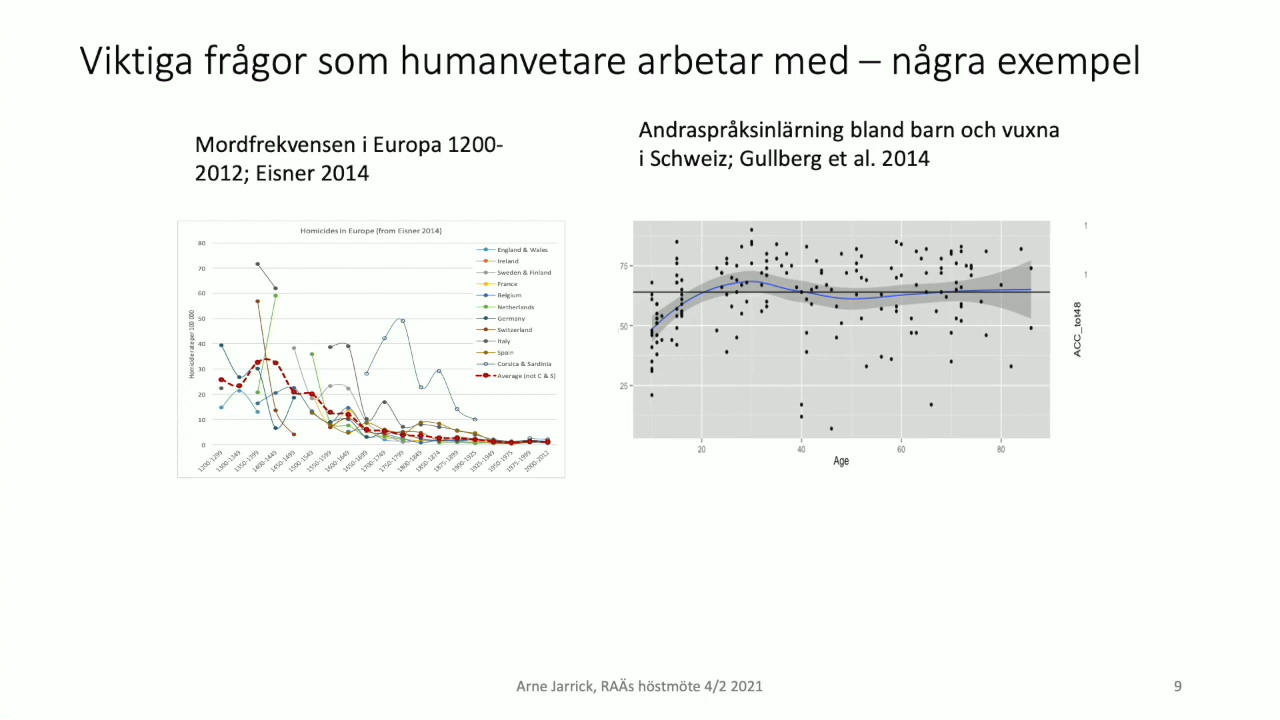 Viktiga frågor som humanvetare arbetar med – några exempel
Mordfrekvensen i Europa 1200-
2012; Eisner 2014
Andraspråksinlärning bland barn och vuxna
i Schweiz; Gullberg et al. 2014
Homicides in Europe (from Eisner 2014)
Homicide rate per 100 000
80
70
60
50
40
30
20
10
0
England & Wales
Ireland
Sweden & Finland
France
Belgium
Netherlands
Germany
Switzerland
Italy
Spain
Corsica & Sardinia
Average (not C & S)
1200-1299
1300-1349
1350-1399
1400-1449
1450-1499
1500-1549
1550-1599
1600-1649
1650-1699
1700-1749
1750-1799
1800-1849
1850-1874
1875-1899
1900-1925
1925-1949
1950-1975
1975-1999
2000-2012
75
50
25
20
40
60
80
Age
1
1
ACC_tot48
Arne Jarrick, RAÄs höstmöte 4/2 2021
9